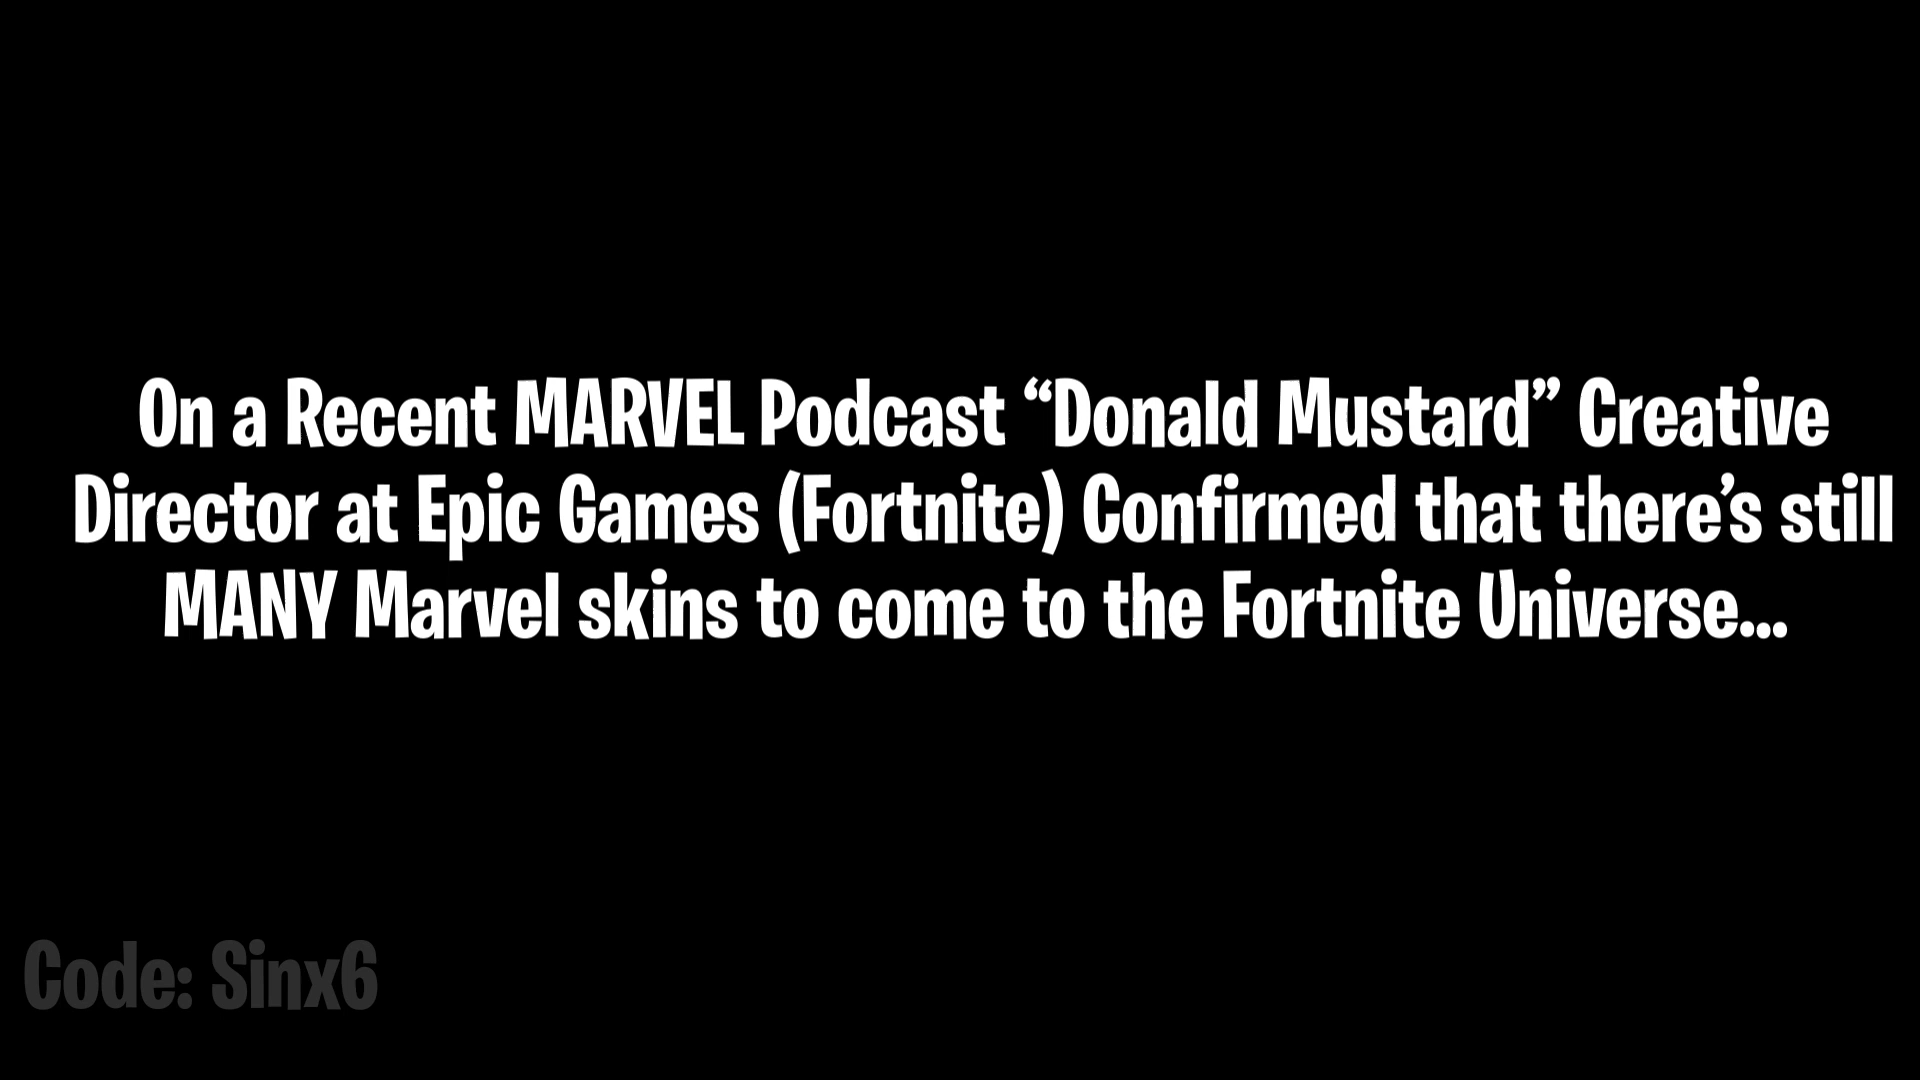 On a Recent MARVEL Podcast “Donald Mustard” Creative
Director at Epic Games (Fortnite) Confirmed that there’s still
MANY Marvel skins to come to the Fortnite Universe...
Code: Sinx6